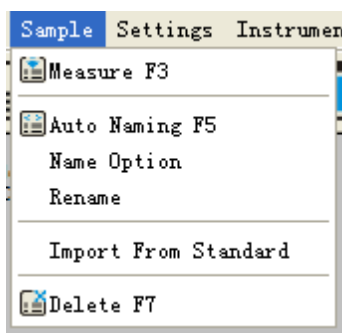 Sample Settings Instrumen
Measure F3
Auto Naming F5
Name Option
Rename
Import From Standard
Delete F7